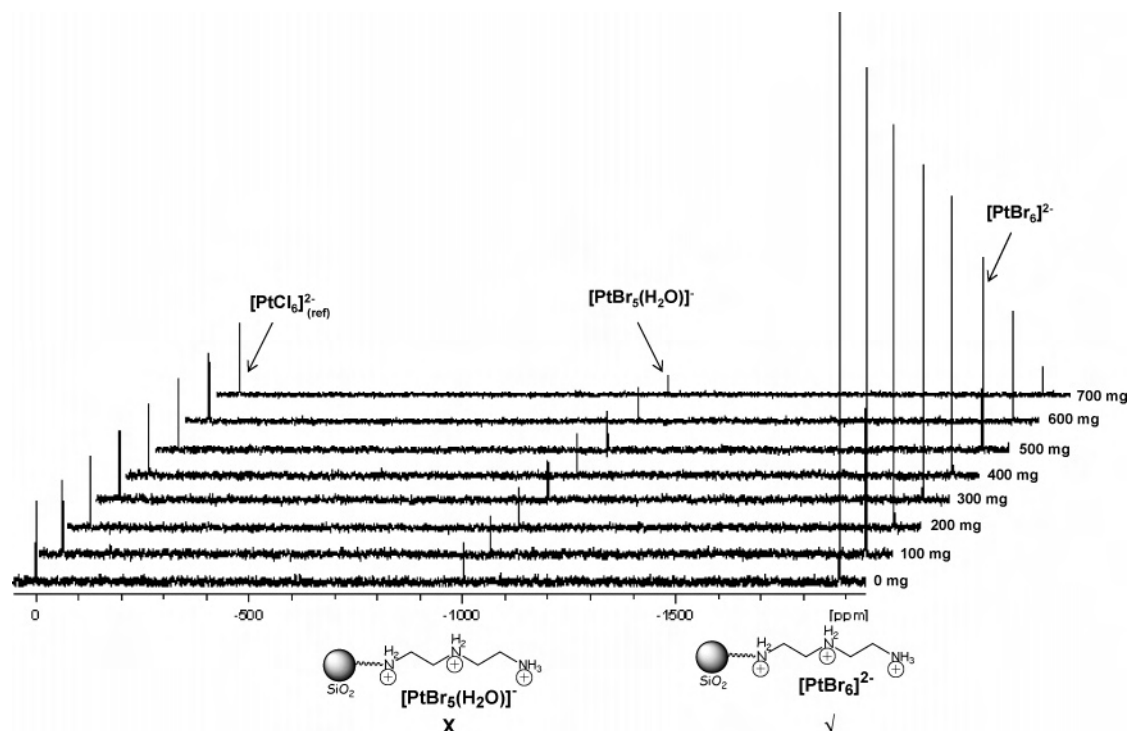 [PtBr6]2-
[PtCl6]2-(ref)
[PtBr5(H2O)]-
700 mg
600 mg
500 mg
400 mg
300 mg
200 mg
100 mg
0 mg
0 -500 -1000 -1500 [ppm]
H2 N + H2 N + NH3 + SiO2
[PtBr5(H2O)]-
X
H2 N + H2 N + NH3 + SiO2
[PtBr6]2-
√